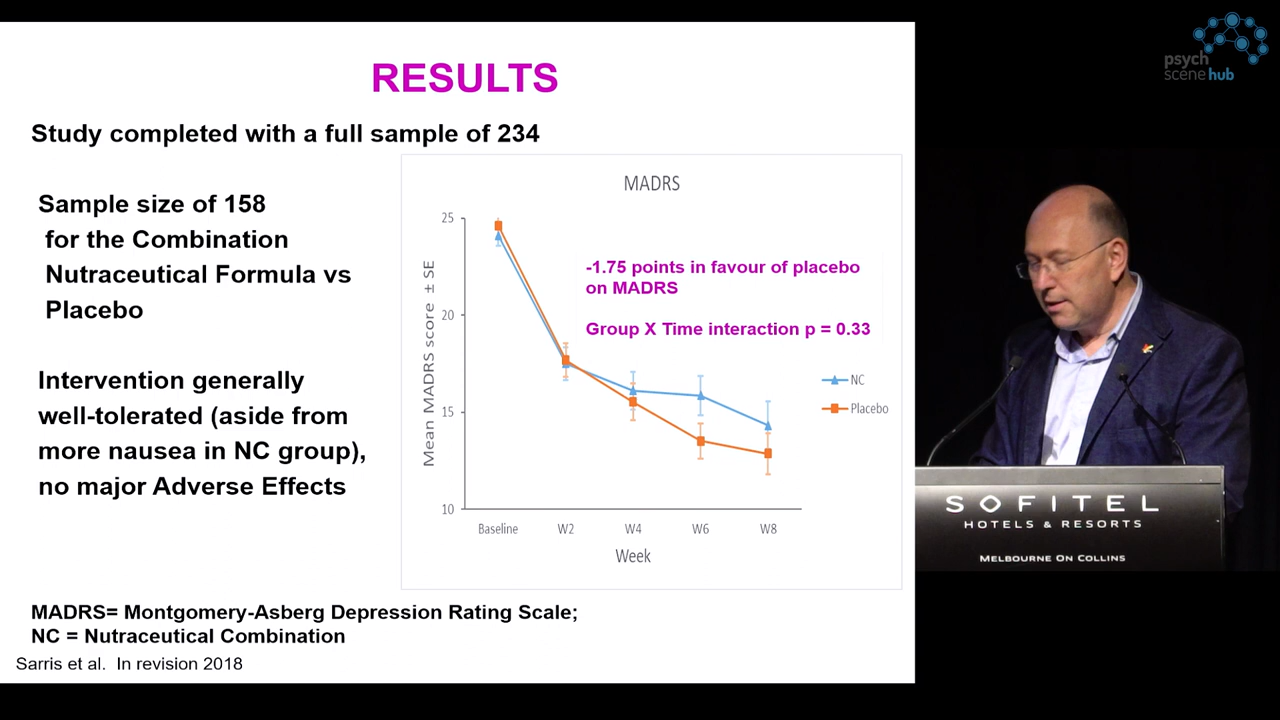 RESULTS
Study completed with a full sample of 234
Sample size of 158
for the Combination
Nutraceutical Formula vs
Placebo
Intervention generally
well-tolerated (aside from
more nausea in NC group),
no major Adverse Effects
MADRS
Mean MADRS score ± SE
25
20
15
10
-1.75 points in favour of placebo
on MADRS
Group X Time interaction p = 0.33
NC
Placebo
Baseline W2 W4 W6 W8
Week
MADRS= Montgomery-Asberg Depression Rating Scale;
NC = Nutraceutical Combination
Sarris et al. In revision 2018
psych
scene hub
SOFITEL
HOTELS & RESORTS
MELBOURNE ON COLLINS